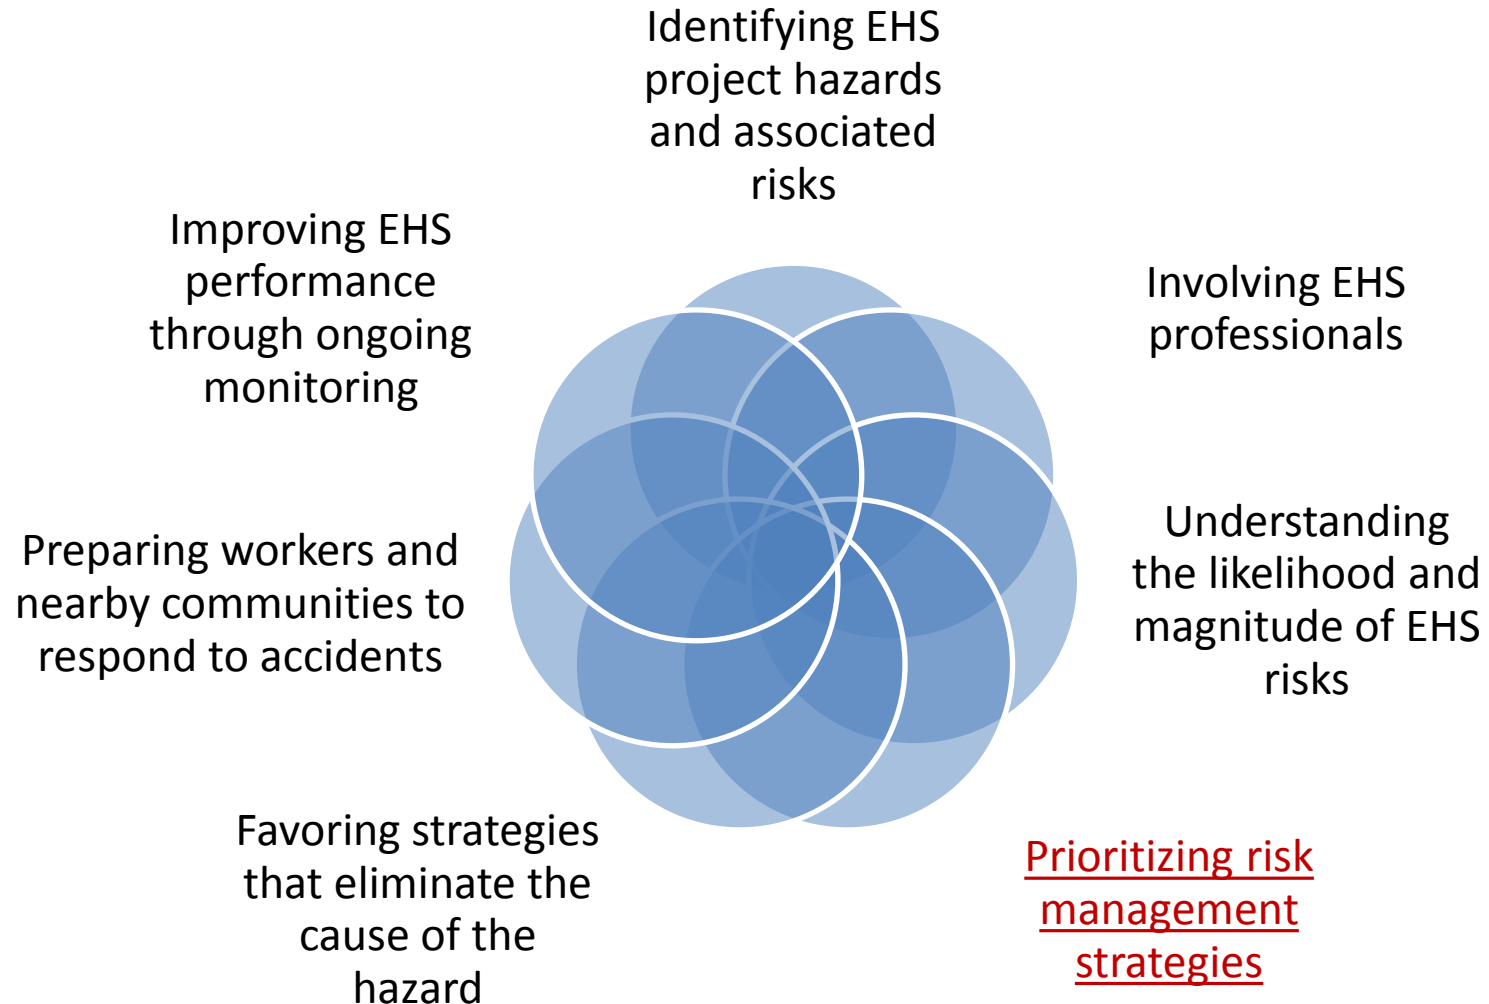 Identifying EHS
project hazards
and associated
risks
Involving EHS
professionals
Understanding
the likelihood and
magnitude of EHS
risks
Prioritizing risk
management
strategies
Favoring strategies
that eliminate the
cause of the
hazard
Preparing workers and
nearby communities to
respond to accidents
Improving EHS
performance
through ongoing
monitoring